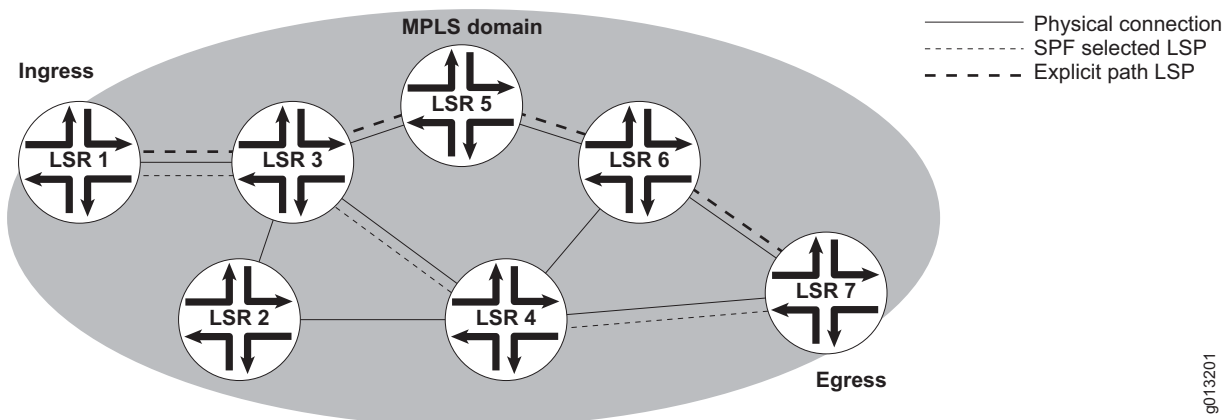 MPLS domain
Physical connection
SPF selected LSP
Explicit path LSP
Ingress
LSR 5
LSR 1
LSR 3
LSR 6
LSR 2
LSR 4
LSR 7
Egress
g013201